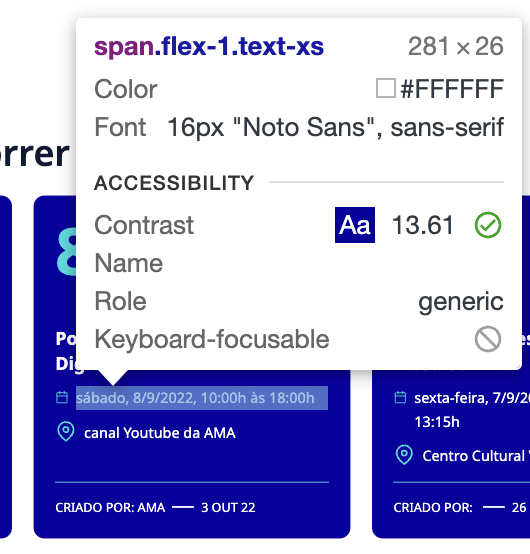 span.flex-1.text-xs 281 × 26
Color #FFFFFF
Font 16px "Noto Sans", sans-serif
ACCESSIBILITY
Contrast Aa 13.61
Name
Role generic
Keyboard-focusable
rrer
8
Po
Dig
sábado, 8/9/2022, 10:00h às 18:00h
canal Youtube da AMA
CRIADO POR: AMA — 3 OUT 22
sexta-feira, 7/9/20
13:15h
Centro Cultural
CRIADO POR: — 26